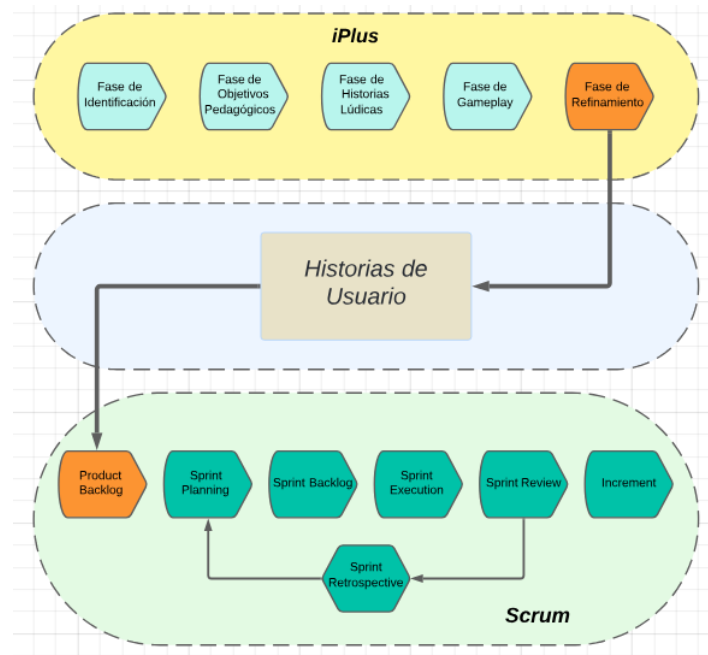 iPlus
Fase de
Identificación
Fase de
Objetivos
Pedagógicos
Fase de
Historias
Lúdicas
Fase de
Gameplay
Fase de
Refinamiento
Historias de
Usuario
Product
Backlog
Sprint
Planning
Sprint Backlog
Sprint
Execution
Sprint Review
Increment
Sprint
Retrospective
Scrum